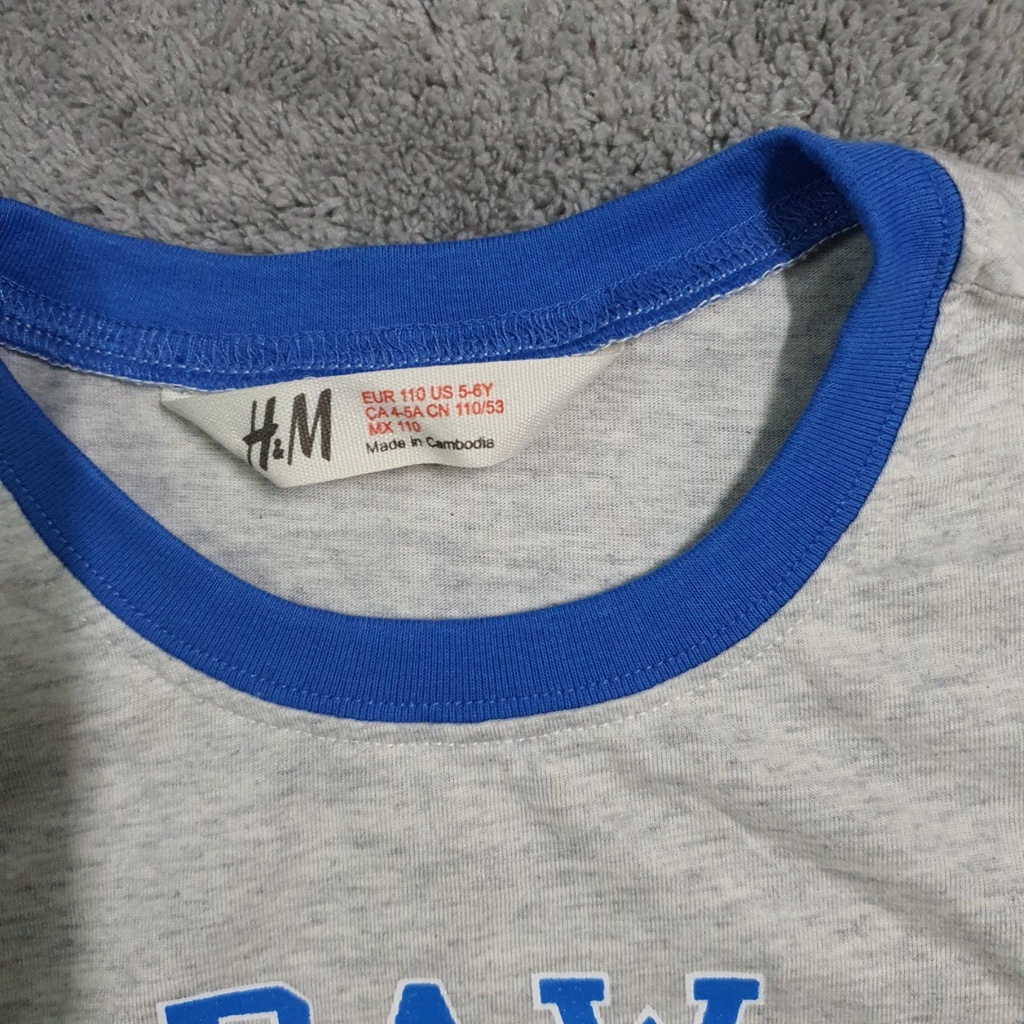 H&M
EUR 110 US 5-6Y
CA 4-5A CN 110/53
MX 110
Made in Cambodia